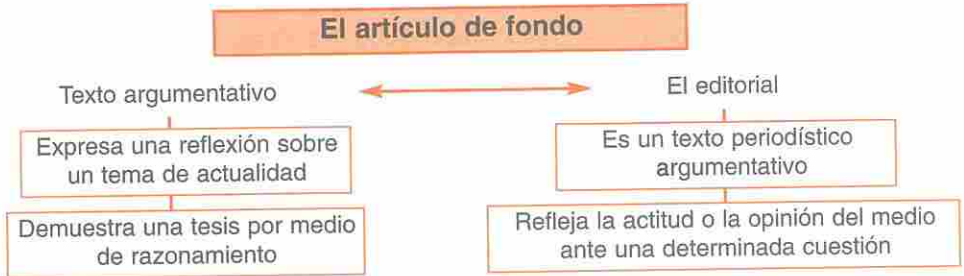 El artículo de fondo
Texto argumentativo
El editorial
Expresa una reflexión sobre
un tema de actualidad
Es un texto periodístico
argumentativo
Demuestra una tesis por medio
de razonamiento
Refleja la actitud o la opinión del medio
ante una determinada cuestión